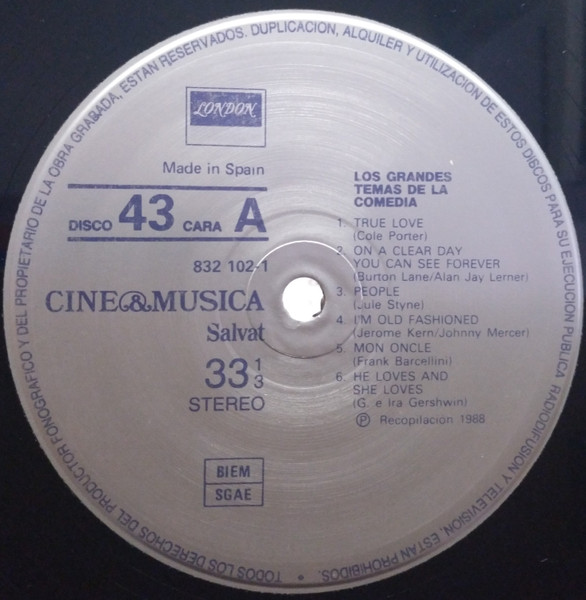 TODOS LOS DERECHOS DEL PRODUCTOR FONOGRAFICO Y DEL PROPIETARIO DE LA OBRA GRABADA, ESTAN RESERVADOS. DUPLICACION, ALQUILER Y UTILIZACION DE ESTOS DISCOS PARA SU EJECUCION PUBLICA RADIODIFUSION Y TELEVISION, ESTAN PROHIBIDOS. •
LONDON
Made in Spain
DISCO 43 CARA A
832 102-1
CINE&MUSICA
Salvat
33 1/3
STEREO
BIEM
SGAE
LOS GRANDES
TEMAS DE LA
COMEDIA
1. TRUE LOVE
(Cole Porter)
2. ON A CLEAR DAY
YOU CAN SEE FOREVER
(Burton Lane/Alan Jay Lerner)
3. PEOPLE
(Jule Styne)
4. I'M OLD FASHIONED
(Jerome Kern/Johnny Mercer)
5. MON ONCLE
(Frank Barcellini)
6. HE LOVES AND
SHE LOVES
(G. e Ira Gershwin)
Ⓟ Recopilación 1988